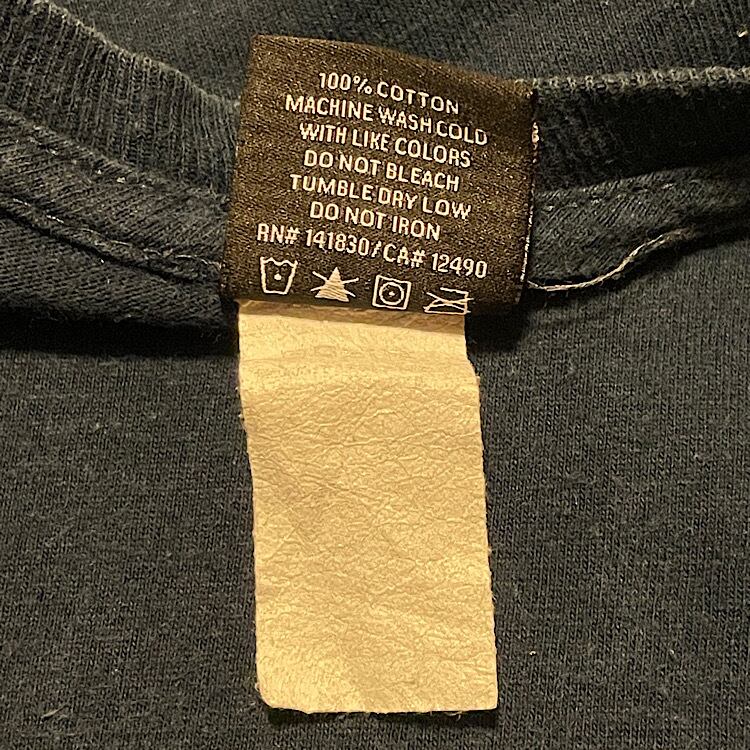 100% COTTON
MACHINE WASH COLD
WITH LIKE COLORS
DO NOT BLEACH
TUMBLE DRY LOW
DO NOT IRON
RN# 141830/CA# 12490